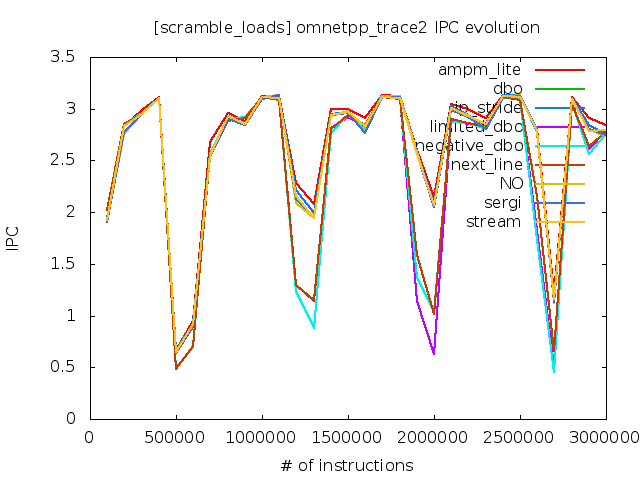 [scramble_loads] omnetpp_trace2 IPC evolution
3.5
3
2.5
2
1.5
1
0.5
0
IPC
ampm_lite
dbo
ip_stride
limited_dbo
negative_dbo
next_line
NO
sergi
stream
0 500000 1000000 1500000 2000000 2500000 3000000
# of instructions